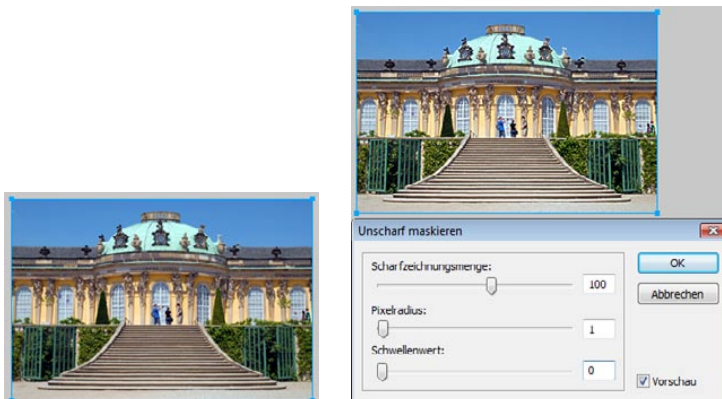 Unscharf maskieren
Scharfzeichnungsmenge:
100
OK
Abbrechen
Pixelradius:
1
Schwellenwert:
0
Vorschau